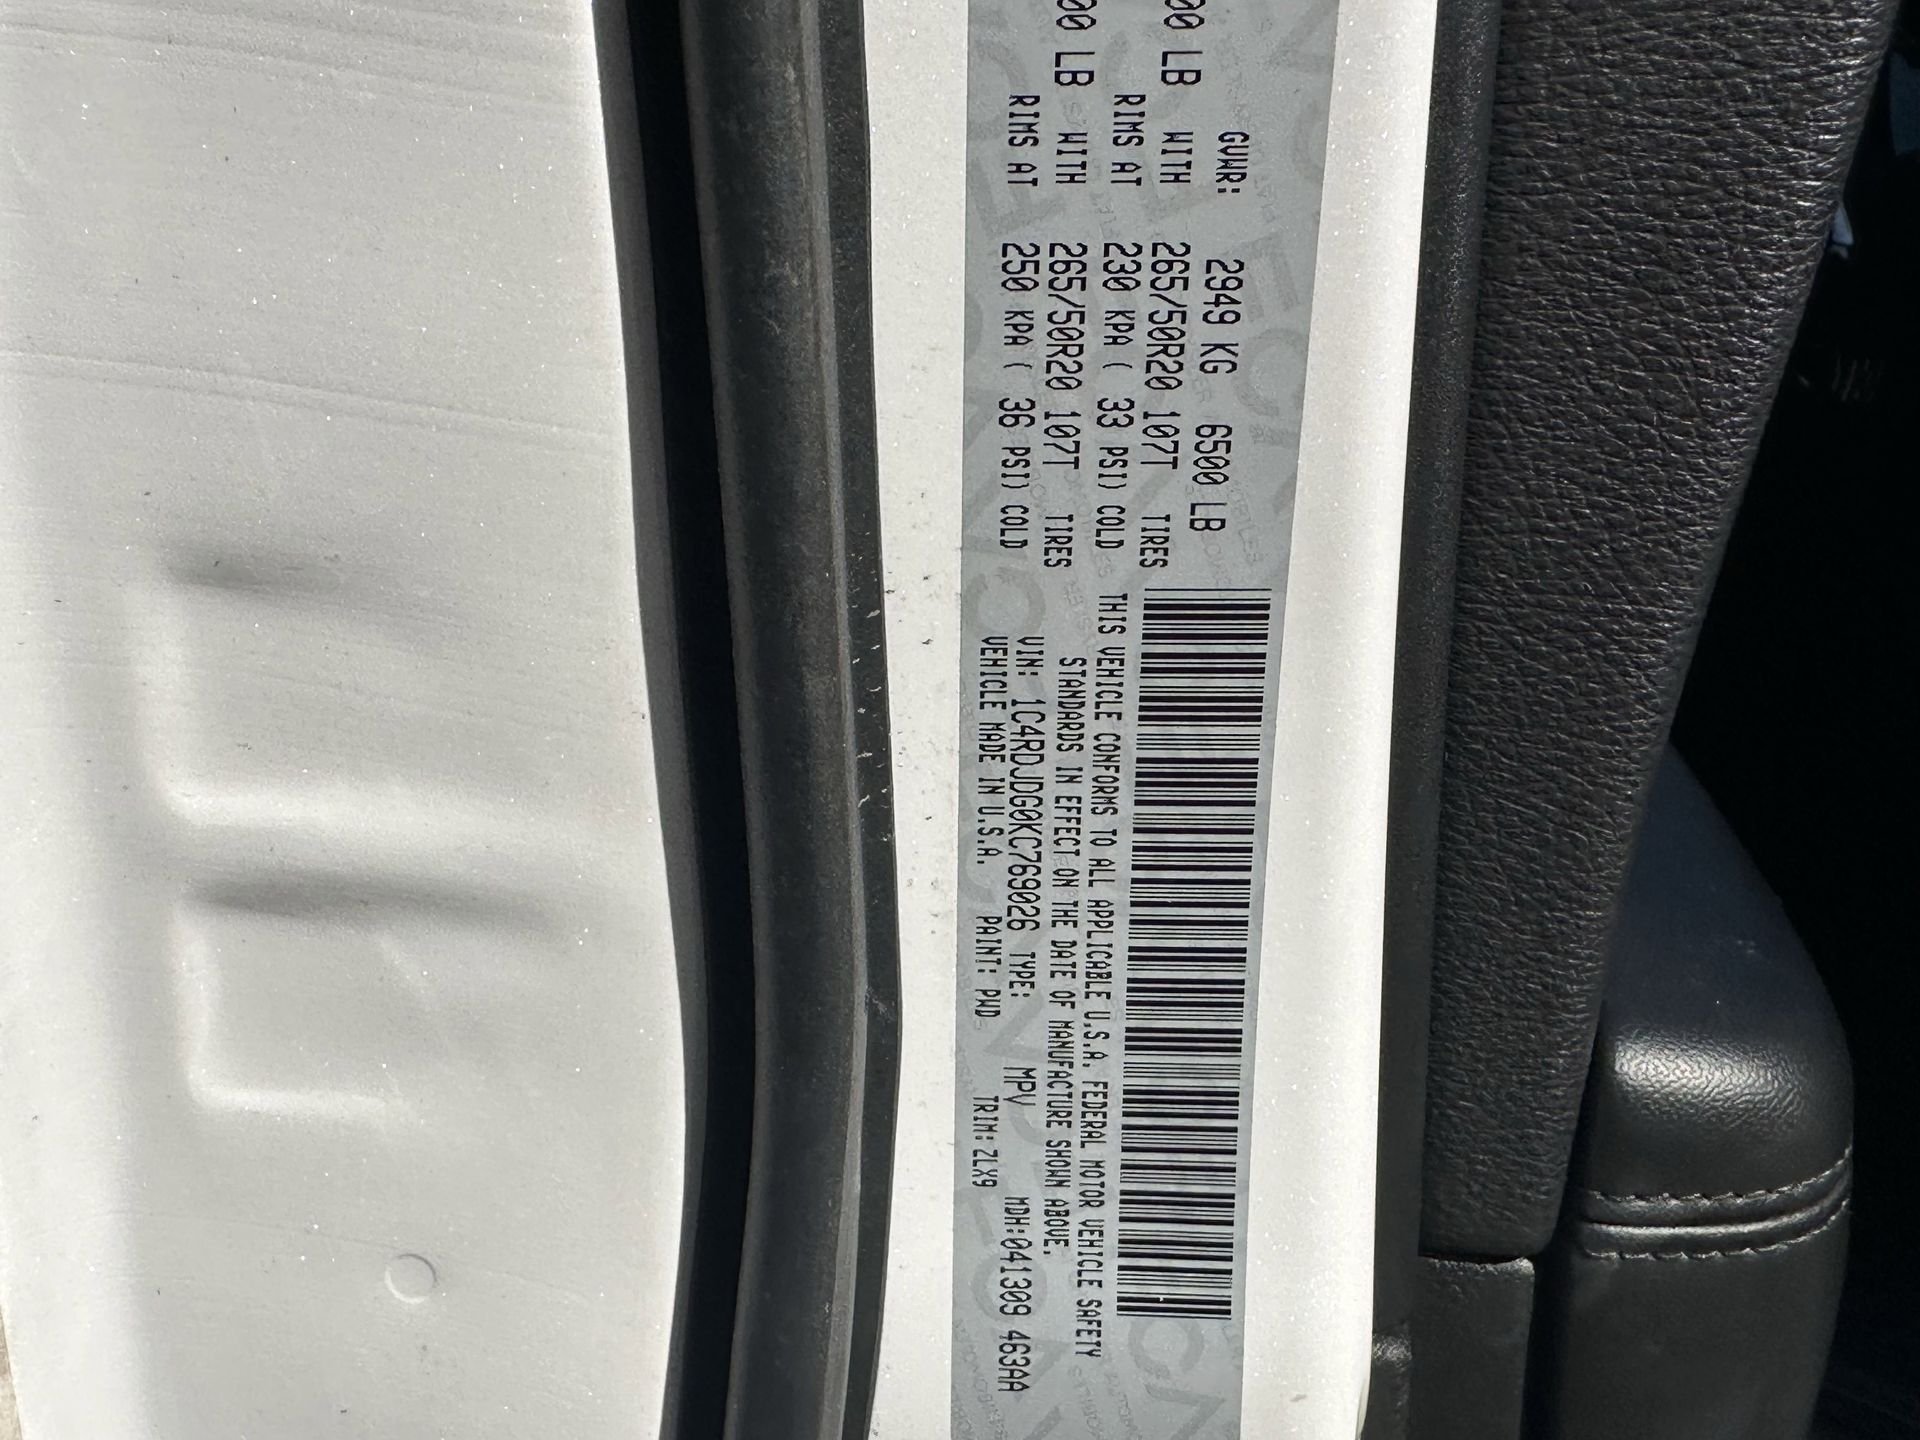 GVWR: 2949 KG 6500 LB
00 LB WITH 265/50R20 107T TIRES
RIMS AT 230 KPA ( 33 PSI) COLD
00 LB WITH 265/50R20 107T TIRES
RIMS AT 250 KPA ( 36 PSI) COLD
THIS VEHICLE CONFORMS TO ALL APPLICABLE U.S.A. FEDERAL MOTOR VEHICLE SAFETY
STANDARDS IN EFFECT ON THE DATE OF MANUFACTURE SHOWN ABOVE.
VIN: 1C4RDJDG0KC769026 TYPE: MPV MDH:041309 463AA
VEHICLE MADE IN U.S.A. PAINT: PWD TRIM:ZLX9